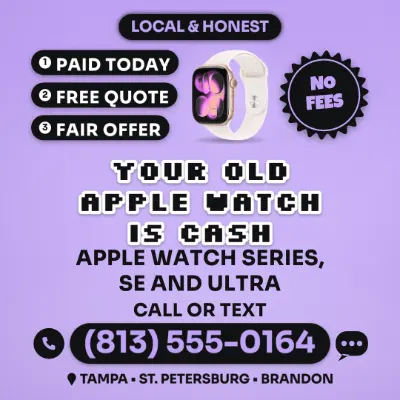 LOCAL & HONEST
1 PAID TODAY
2 FREE QUOTE
3 FAIR OFFER
NO
FEES
YOUR OLD
APPLE WATCH
IS CASH
APPLE WATCH SERIES,
SE AND ULTRA
CALL OR TEXT
(813) 555-0164
TAMPA • ST. PETERSBURG • BRANDON